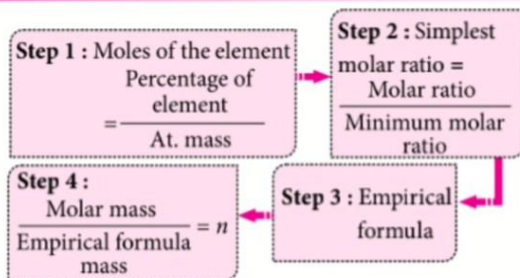 Step 1 : Moles of the element
Percentage of
element
=
At. mass
Step 2 : Simplest
molar ratio =
Molar ratio
Minimum molar
ratio
Step 3 : Empirical
formula
Step 4 :
Molar mass
= n
Empirical formula
mass